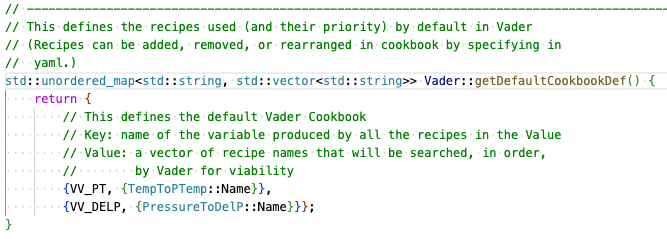 // -----------------------------------------------------------------------------
// This defines the recipes used (and their priority) by default in Vader
// (Recipes can be added, removed, or rearranged in cookbook by specifying in
//  yaml.)
std::unordered_map<std::string, std::vector<std::string>> Vader::getDefaultCookbookDef() {
    return {
        // This defines the default Vader Cookbook
        // Key: name of the variable produced by all the recipes in the Value
        // Value: a vector of recipe names that will be searched, in order,
        //        by Vader for viability
        {VV_PT, {TempToPTemp::Name}},
        {VV_DELP, {PressureToDelP::Name}}};
}